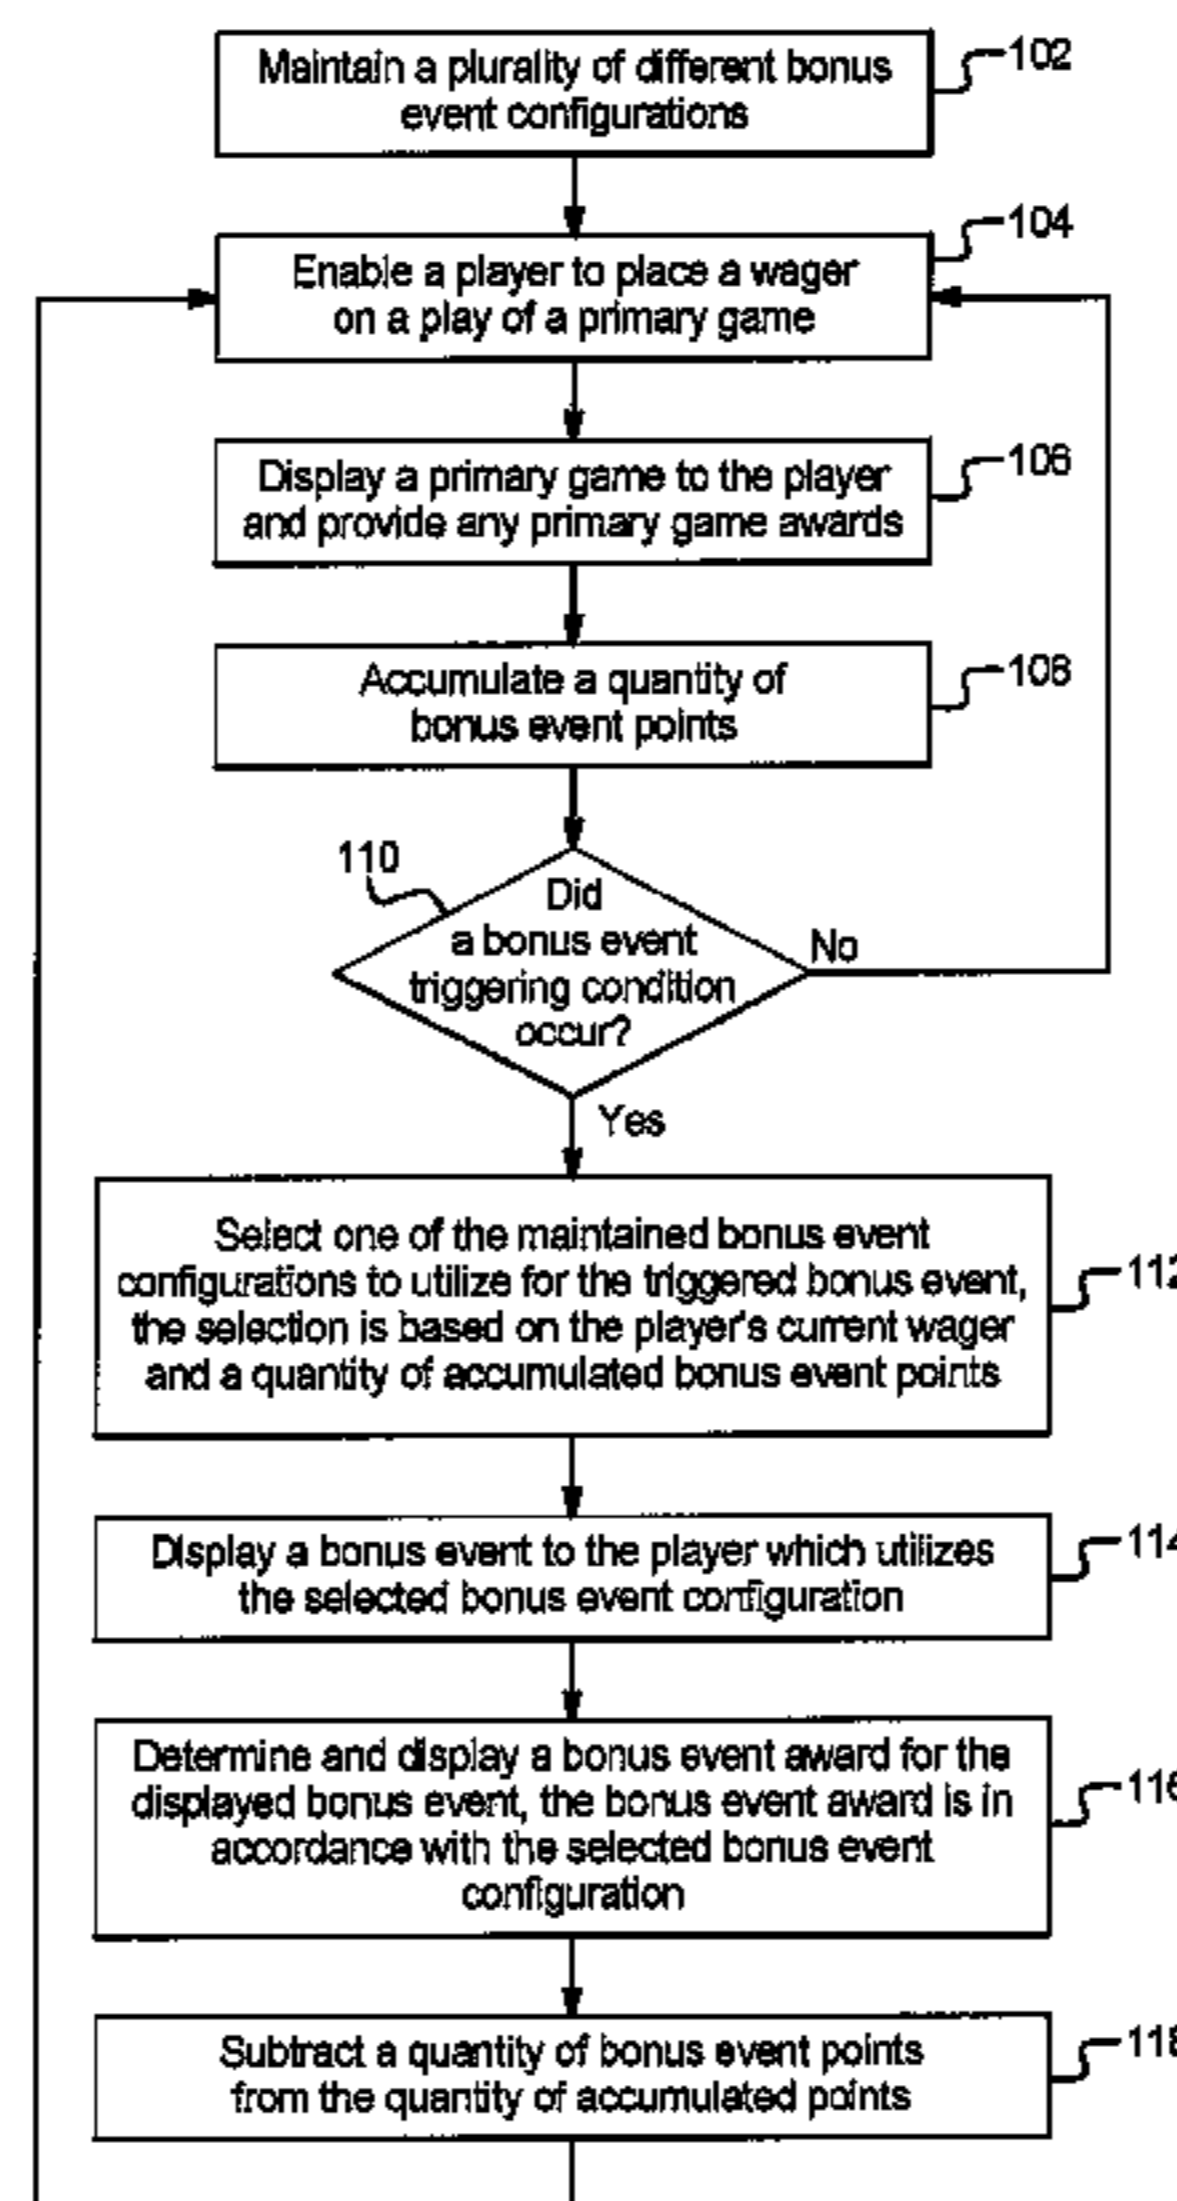 Maintain a plurality of different bonus
event configurations
102
104
Enable a player to place a wager
on a play of a primary game
106
Display a primary game to the player
and provide any primary game awards
108
Accumulate a quantity of
bonus event points
110
Did
a bonus event
triggering condition
occur?
No
Yes
Select one of the maintained bonus event
configurations to utilize for the triggered bonus event,
the selection is based on the player's current wager
and a quantity of accumulated bonus event points
112
Display a bonus event to the player which utilizes
the selected bonus event configuration
114
Determine and display a bonus event award for the
displayed bonus event, the bonus event award is in
accordance with the selected bonus event
configuration
116
Subtract a quantity of bonus event points
from the quantity of accumulated points
118